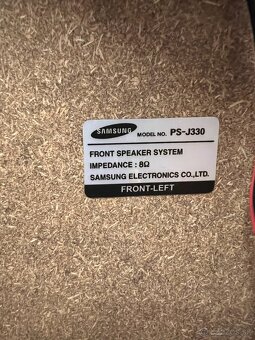 SAMSUNG MODEL NO. PS-J330
FRONT SPEAKER SYSTEM
IMPEDANCE : 8Ω
SAMSUNG ELECTRONICS CO.,LTD.
FRONT-LEFT